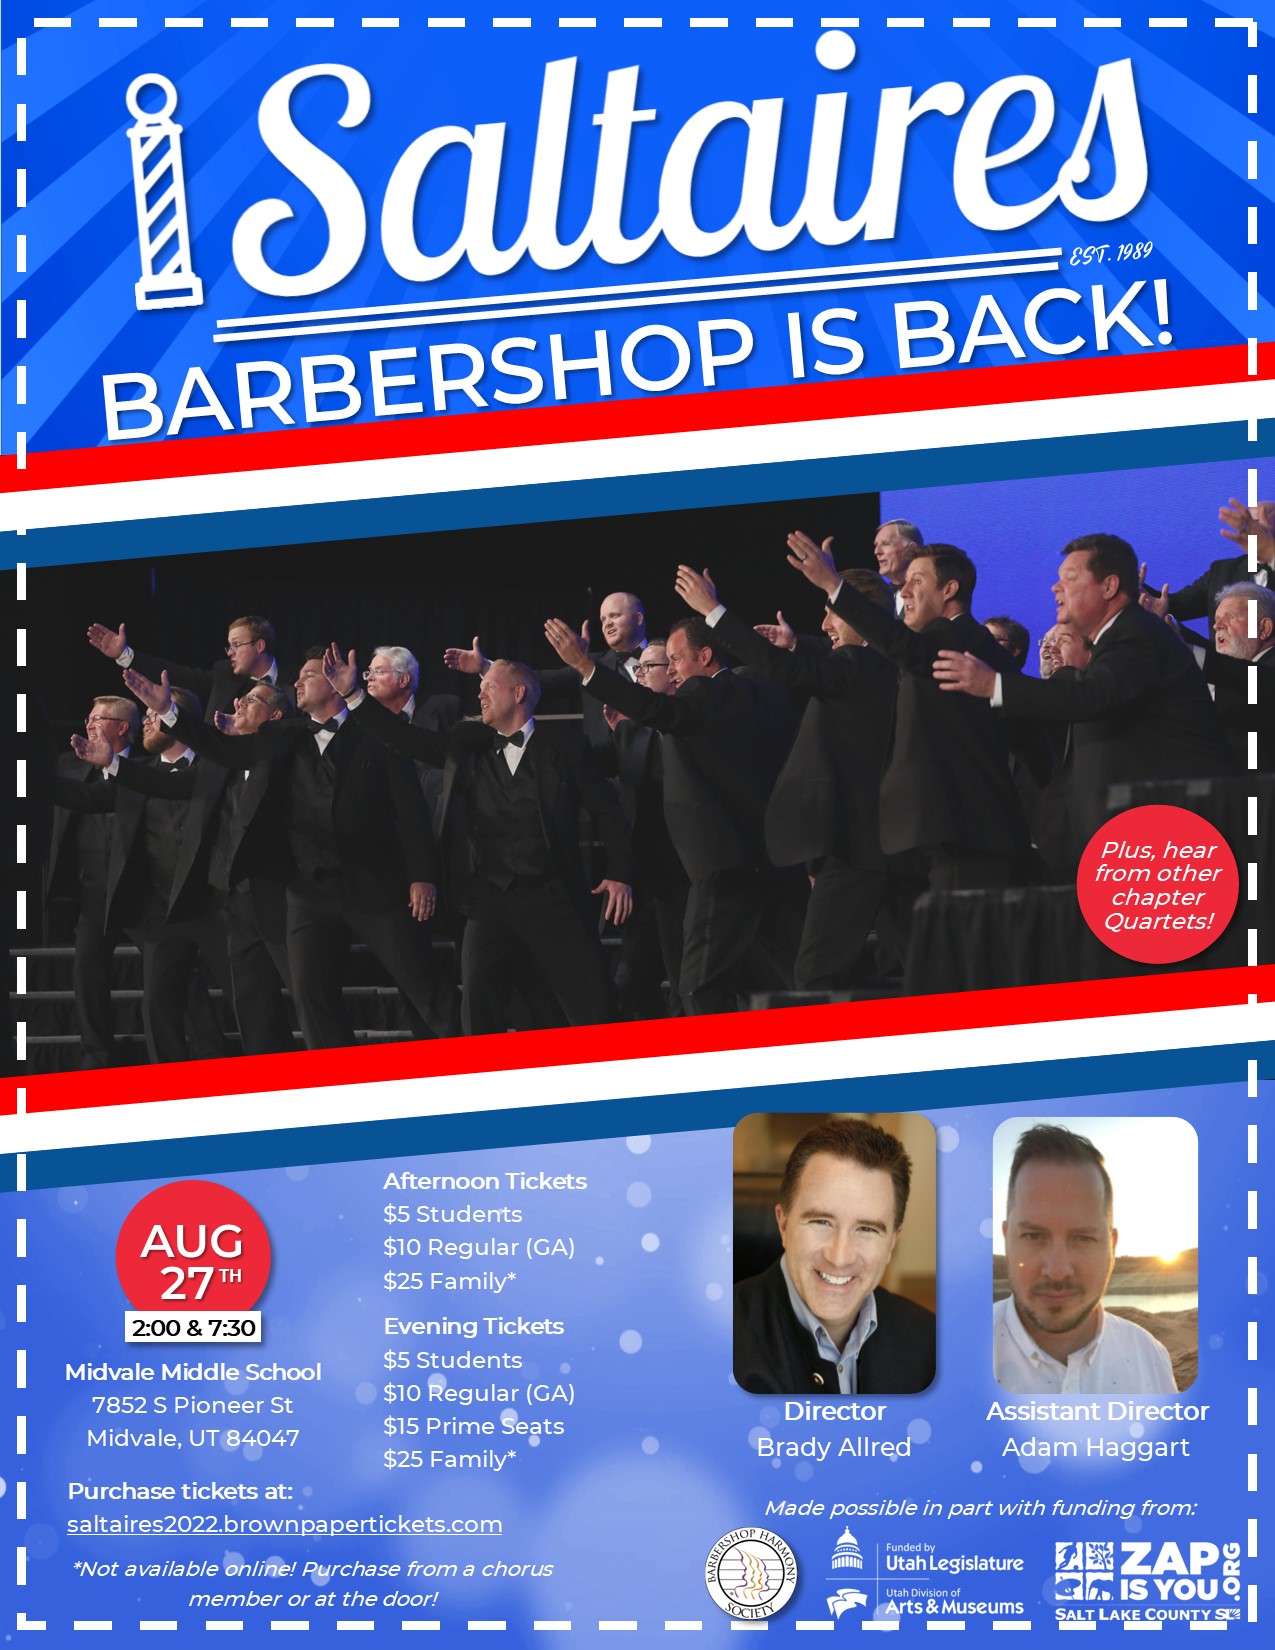 Saltaires
EST. 1989
BARBERSHOP IS BACK!
Plus, hear
from other
chapter
Quartets!
AUG
27TH
2:00 & 7:30
Midvale Middle School
7852 S Pioneer St
Midvale, UT 84047
Afternoon Tickets
$5 Students
$10 Regular (GA)
$25 Family*
Evening Tickets
$5 Students
$10 Regular (GA)
$15 Prime Seats
$25 Family*
Purchase tickets at:
saltaires2022.brownpapertickets.com
*Not available online! Purchase from a chorus
member or at the door!
Director
Brady Allred
Assistant Director
Adam Haggart
Made possible in part with funding from:
BARBERSHOP HARMONY
SOCIETY
Funded by
Utah Legislature
Utah Division of
Arts & Museums
ZAP
IS YOU
.ORG
SALT LAKE COUNTY SL